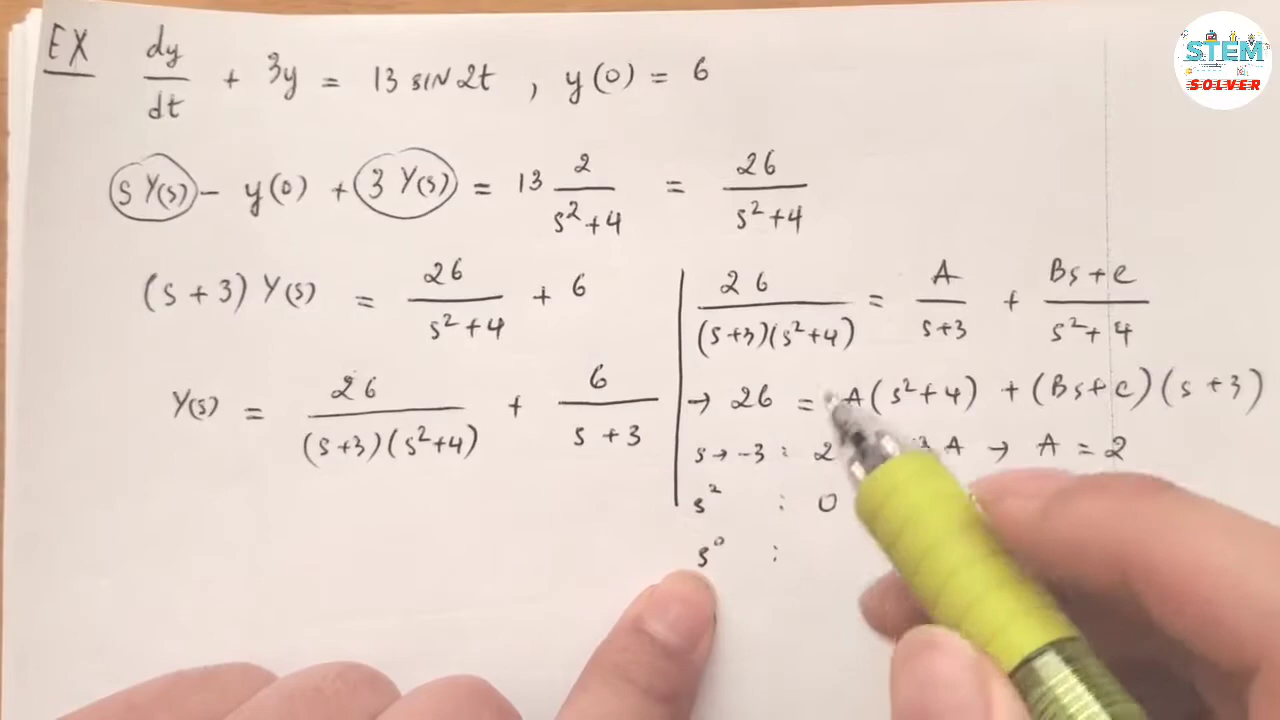 EX dy/dt + 3y = 13 sin 2t , y(0) = 6
STEM
SOLVER
sY(s) - y(0) + 3Y(s) = 13 2/(s²+4) = 26/(s²+4)
(s+3) Y(s) = 26/(s²+4) + 6
Y(s) = 26/((s+3)(s²+4)) + 6/(s+3)
26/((s+3)(s²+4)) = A/(s+3) + (Bs+C)/(s²+4)
→ 26 = A(s²+4) + (Bs+C)(s+3)
s→-3 : 2 A → A = 2
s² : 0
s⁰ :